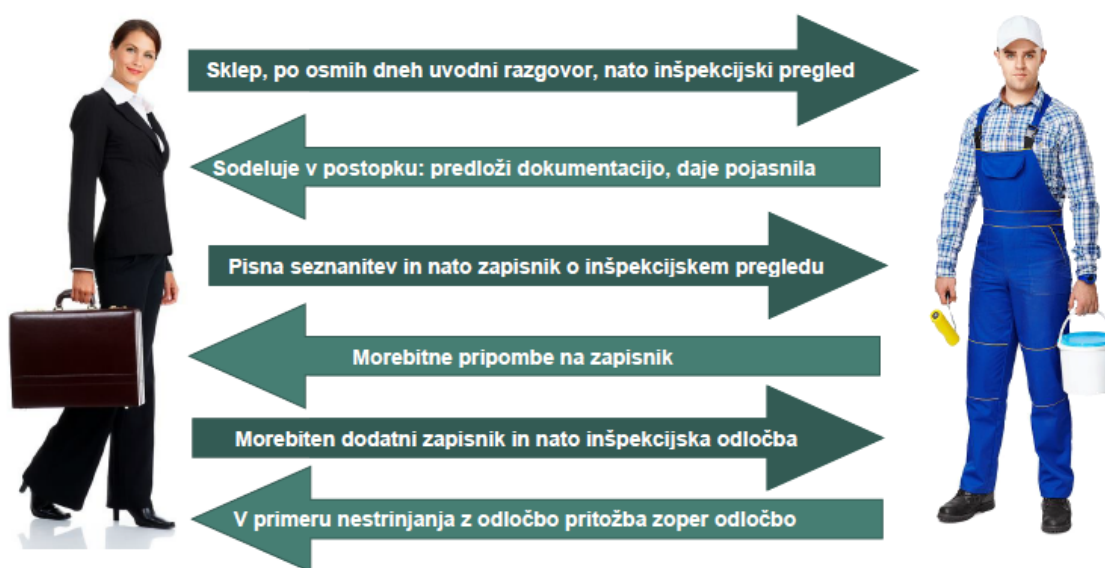 Sklep, po osmih dneh uvodni razgovor, nato inšpekcijski pregled
Sodeluje v postopku: predloži dokumentacijo, daje pojasnila
Pisna seznanitev in nato zapisnik o inšpekcijskem pregledu
Morebitne pripombe na zapisnik
Morebiten dodatni zapisnik in nato inšpekcijska odločba
V primeru nestrinjanja z odločbo pritožba zoper odločbo